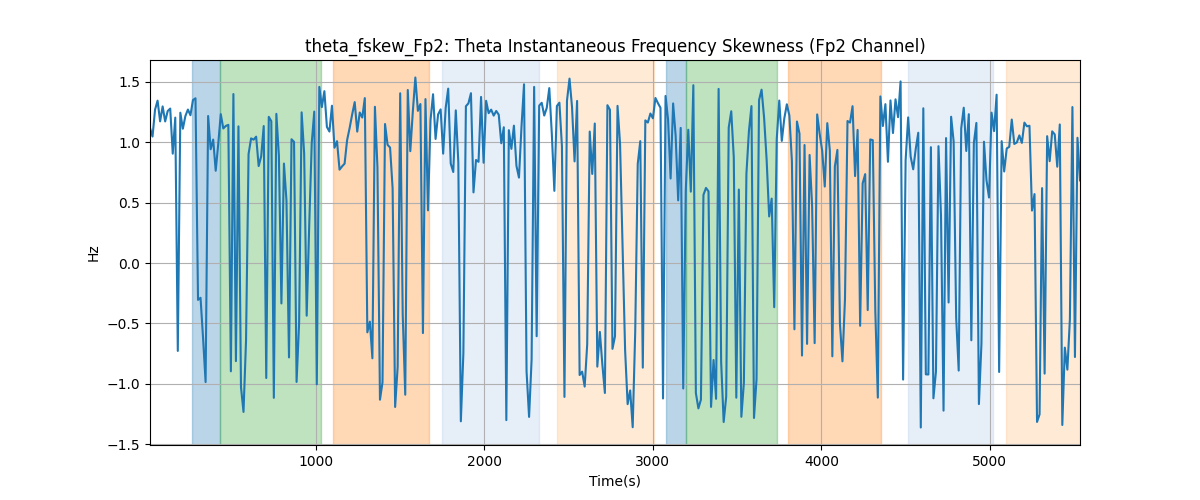 theta_fskew_Fp2: Theta Instantaneous Frequency Skewness (Fp2 Channel)
1.5
1.0
0.5
0.0
−0.5
−1.0
−1.5
Hz
1000 2000 3000 4000 5000
Time(s)